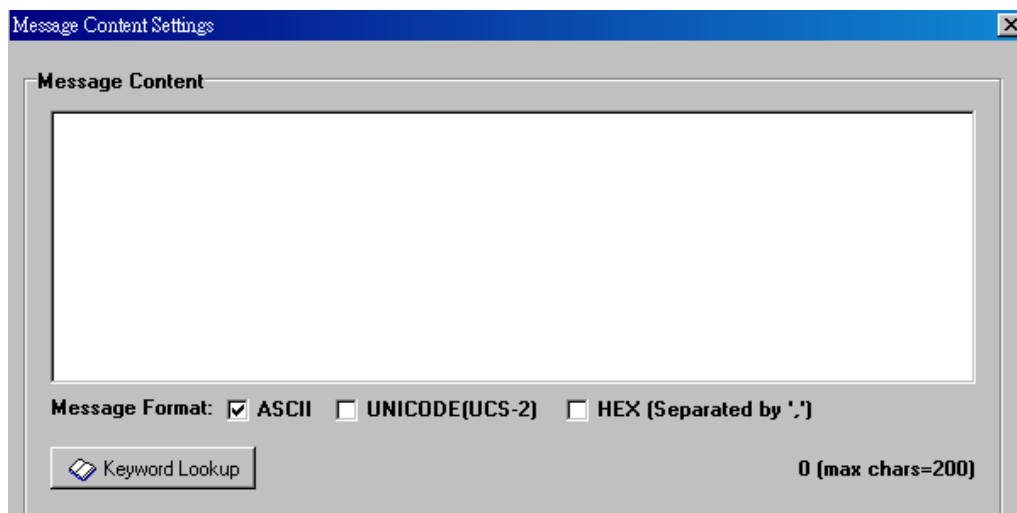 Message Content Settings
Message Content
Message Format: ASCII UNICODE(UCS-2) HEX (Separated by ',')
Keyword Lookup 0 (max chars=200)